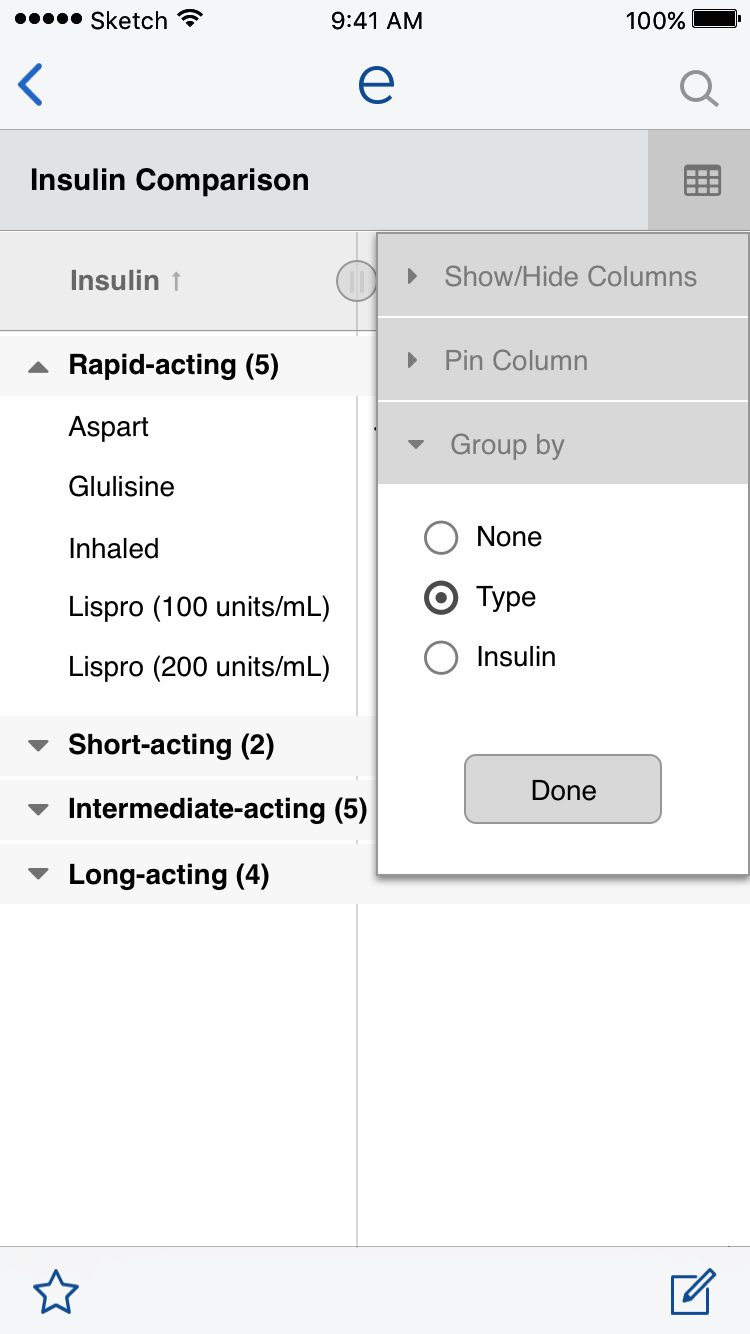 Sketch 9:41 AM 100%
e
Insulin Comparison
Insulin ↑
Show/Hide Columns
Pin Column
Group by
None
Type
Insulin
Done
Rapid-acting (5)
Aspart
Glulisine
Inhaled
Lispro (100 units/mL)
Lispro (200 units/mL)
Short-acting (2)
Intermediate-acting (5)
Long-acting (4)